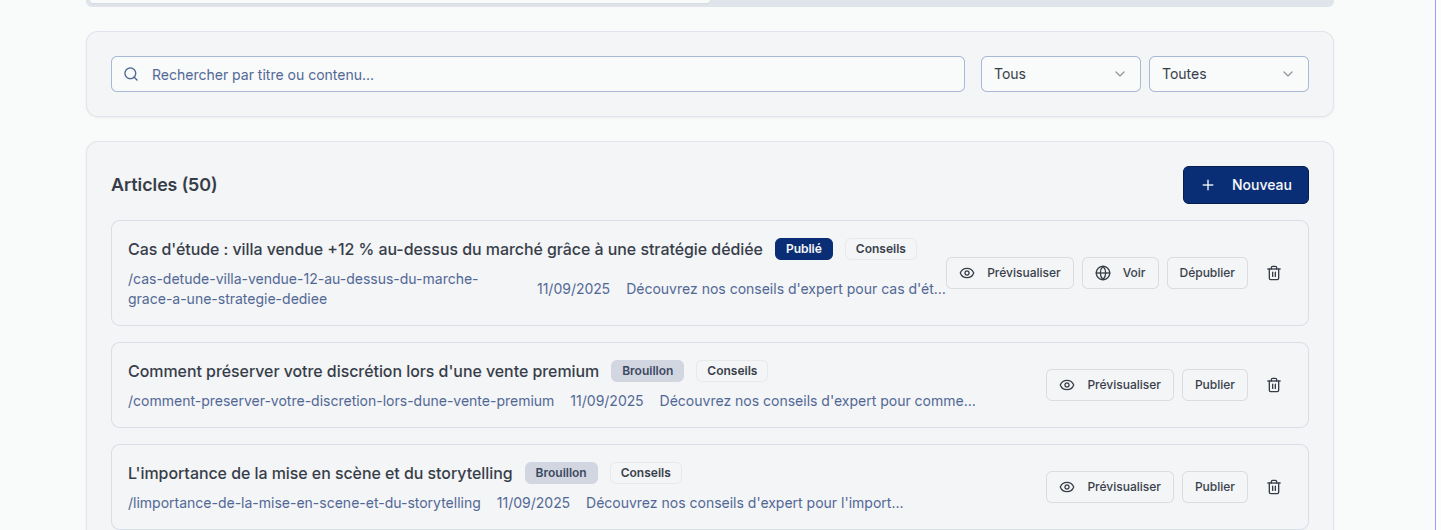 Rechercher par titre ou contenu...
Tous
Toutes
Articles (50)
Nouveau
Cas d'étude : villa vendue +12 % au-dessus du marché grâce à une stratégie dédiée
Publié
Conseils
/cas-detude-villa-vendue-12-au-dessus-du-marche-
grace-a-une-strategie-dediee
11/09/2025
Découvrez nos conseils d'expert pour cas d'ét...
Prévisualiser
Voir
Dépublier
Comment préserver votre discrétion lors d'une vente premium
Brouillon
Conseils
/comment-preserver-votre-discretion-lors-dune-vente-premium
11/09/2025
Découvrez nos conseils d'expert pour comme...
Prévisualiser
Publier
L'importance de la mise en scène et du storytelling
Brouillon
Conseils
/limportance-de-la-mise-en-scene-et-du-storytelling
11/09/2025
Découvrez nos conseils d'expert pour l'import...
Prévisualiser
Publier